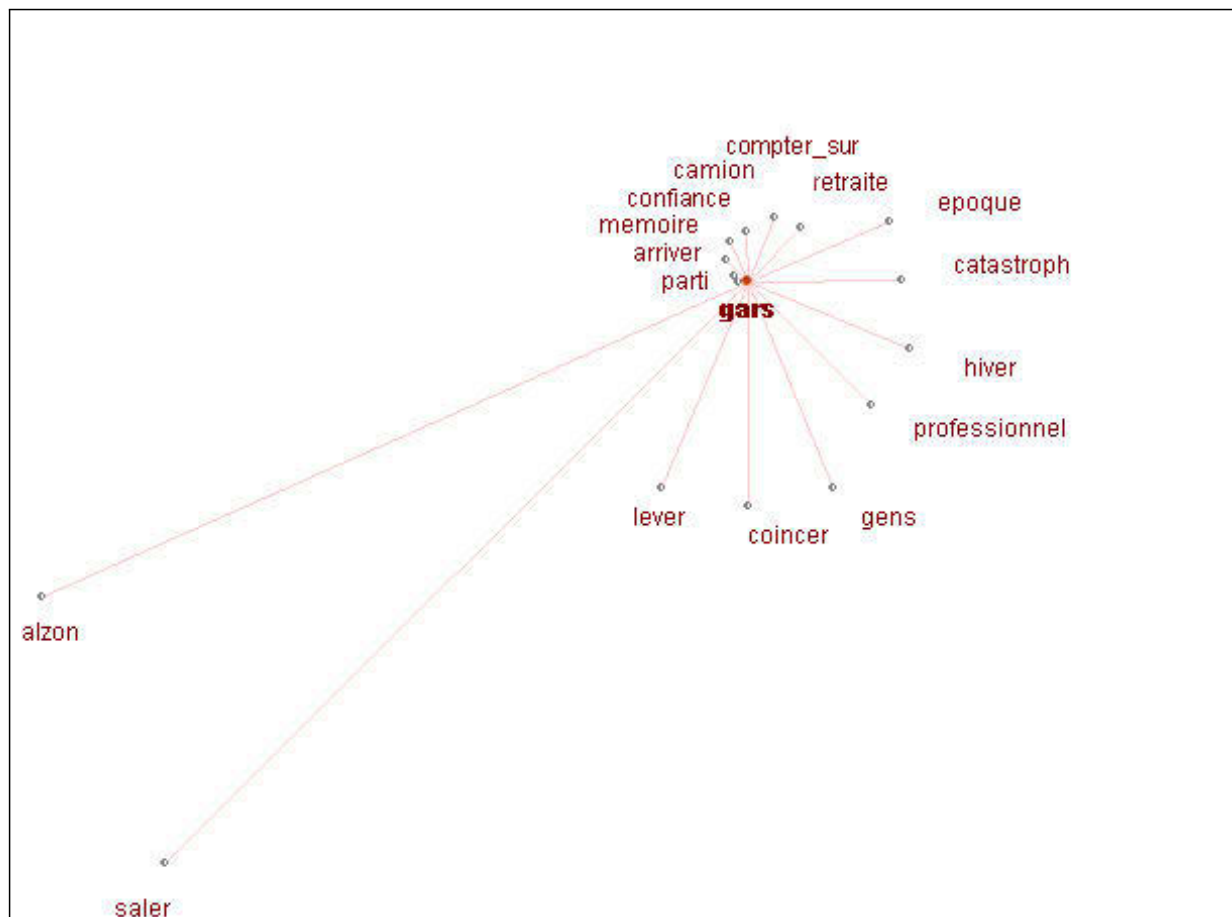 compter_sur
camion
retraite
confiance
epoque
memoire
arriver
catastroph
parti
gars
hiver
professionnel
lever
gens
coincer
alzon
saler